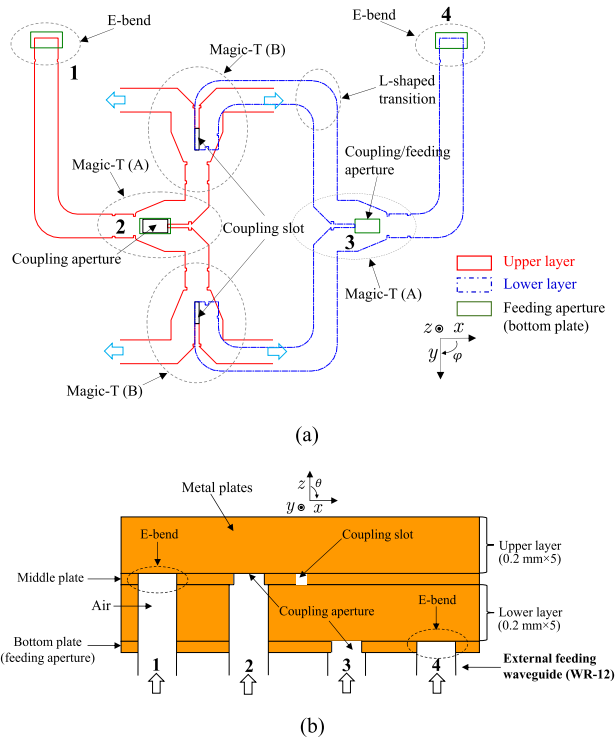 E-bend
E-bend
4
1
Magic-T (B)
L-shaped
transition
Magic-T (A)
Coupling/feeding
aperture
2
Coupling slot
3
Coupling aperture
Upper layer
Lower layer
Feeding aperture
(bottom plate)
Magic-T (A)
z x
y φ
Magic-T (B)
(a)
z θ
y x
Metal plates
E-bend
Coupling slot
Upper layer
(0.2 mm×5)
Middle plate
Air
Coupling aperture
E-bend
Lower layer
(0.2 mm×5)
Bottom plate
(feeding aperture)
1 2 3 4
External feeding
waveguide (WR-12)
(b)